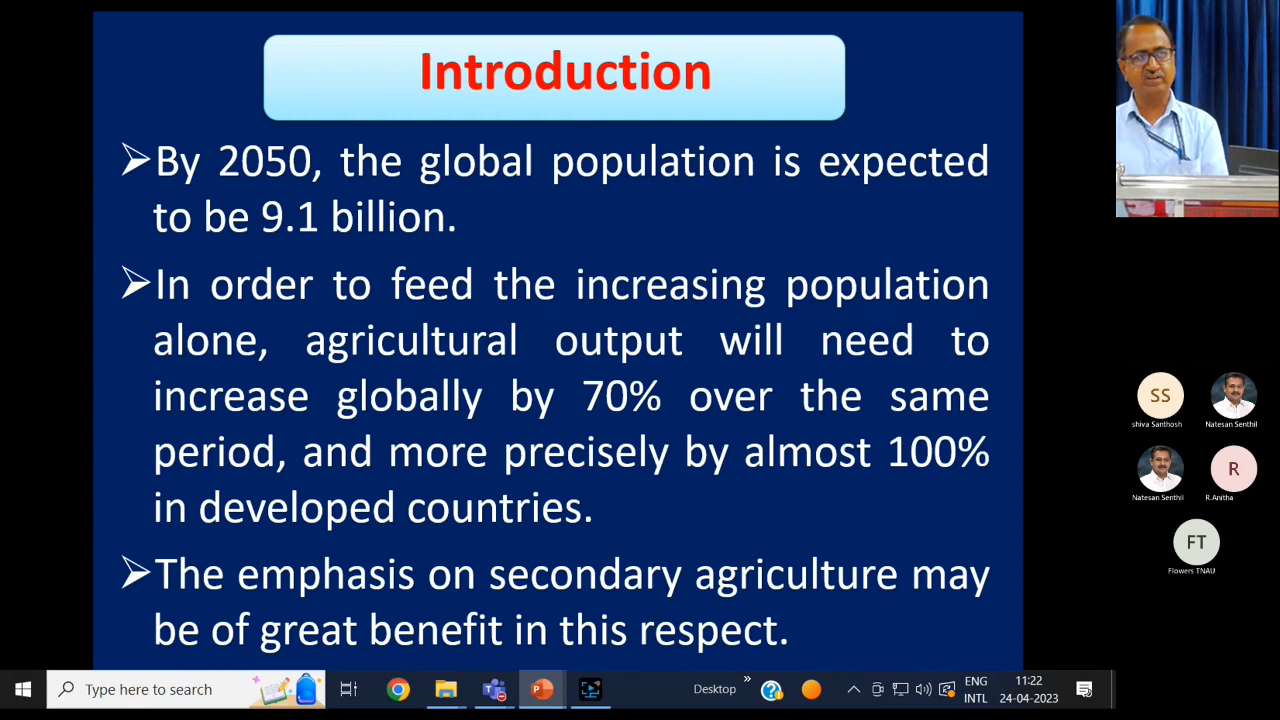 Introduction
➢By 2050, the global population is expected
to be 9.1 billion.
➢In order to feed the increasing population
alone, agricultural output will need to
increase globally by 70% over the same
period, and more precisely by almost 100%
in developed countries.
➢The emphasis on secondary agriculture may
be of great benefit in this respect.
SS
shiva Santhosh
Natesan Senthil
Natesan Senthil
R
R.Anitha
FT
Flowers TNAU
Type here to search
Desktop
»
ENG
INTL
11:22
24-04-2023